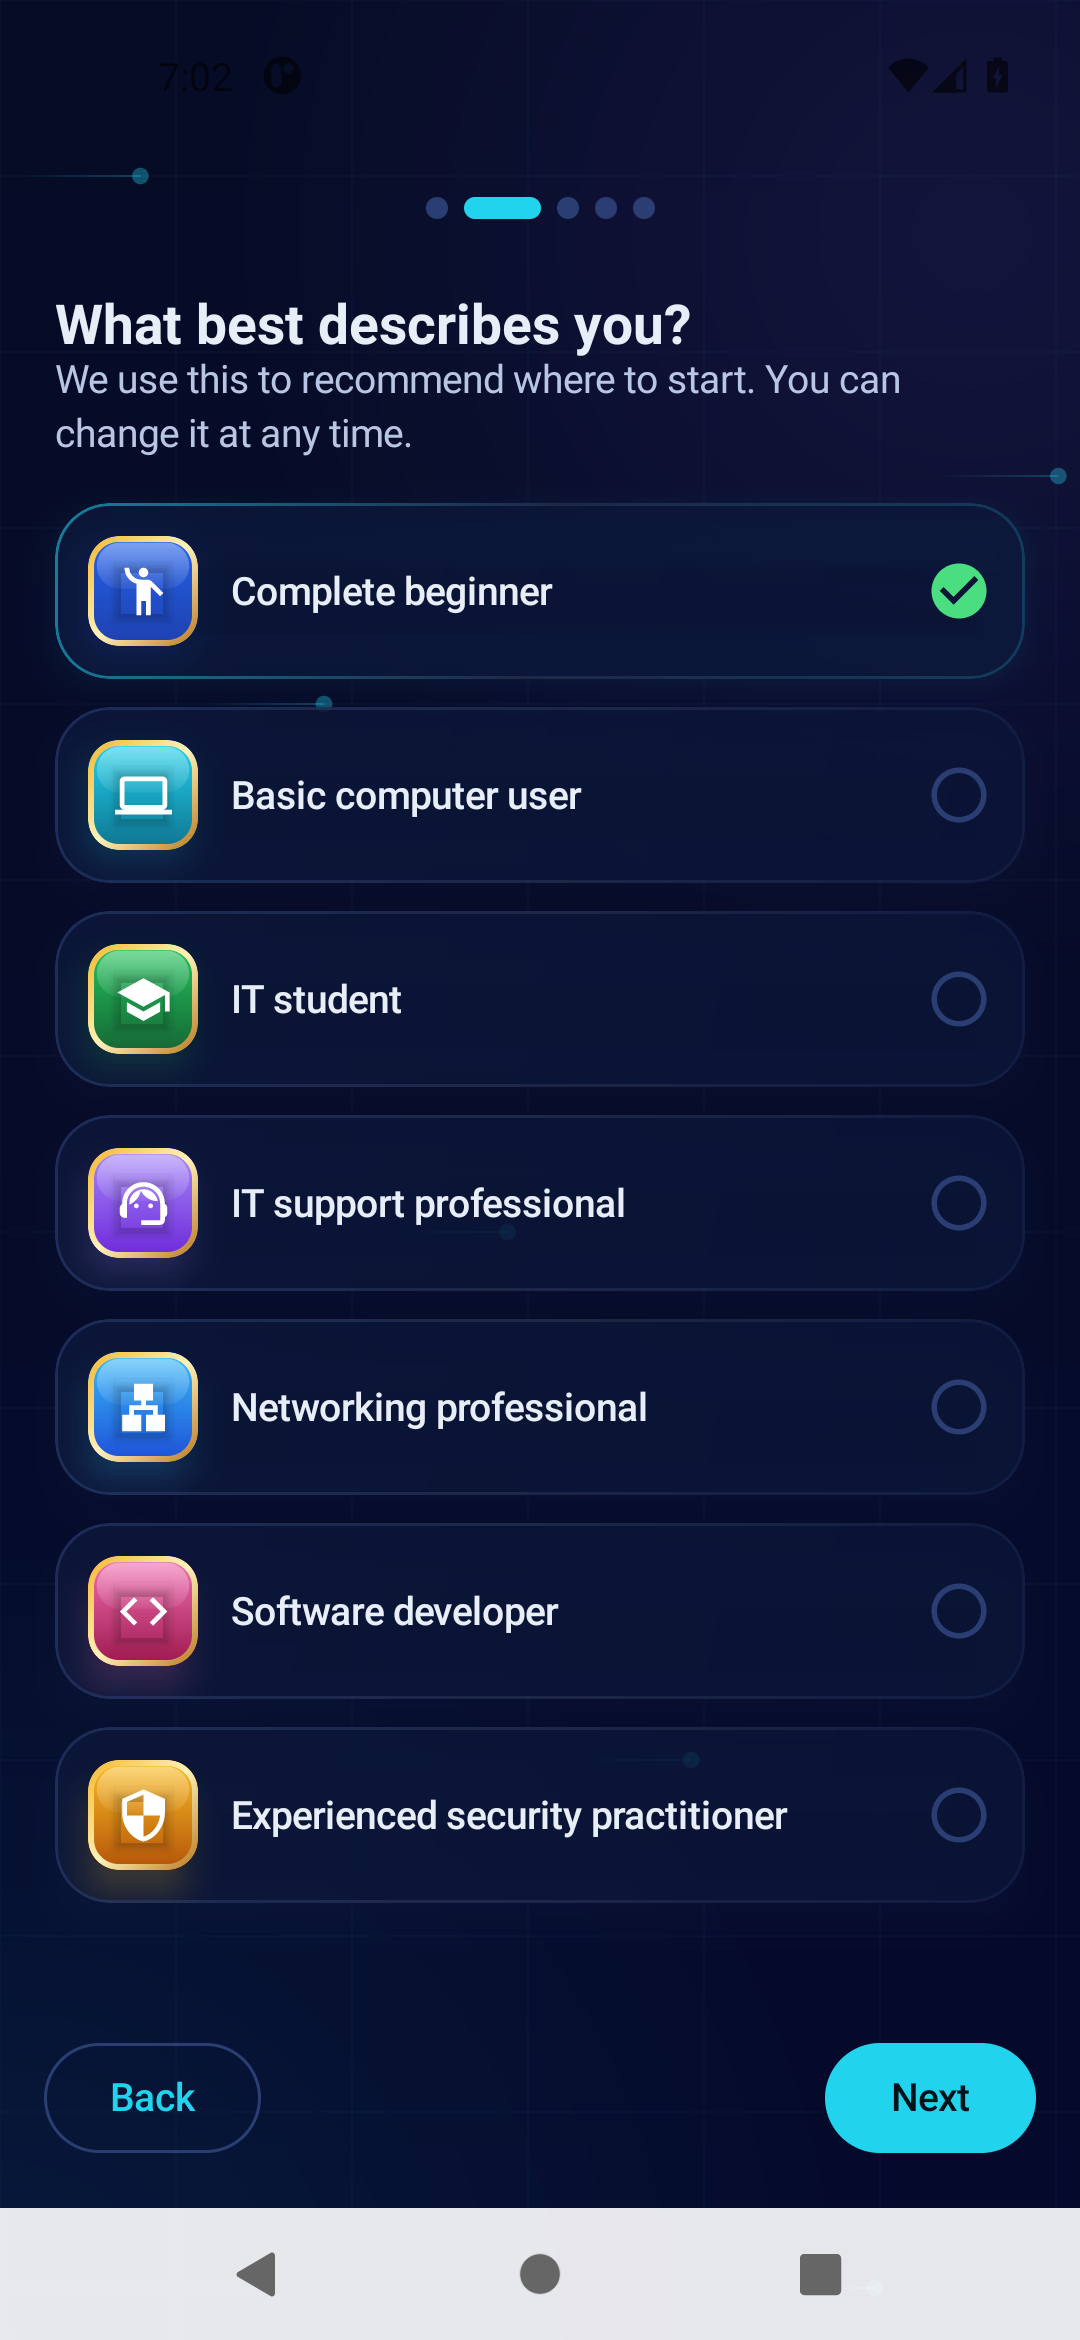 7:02
What best describes you?
We use this to recommend where to start. You can
change it at any time.
Complete beginner
Basic computer user
IT student
IT support professional
Networking professional
Software developer
Experienced security practitioner
Back
Next